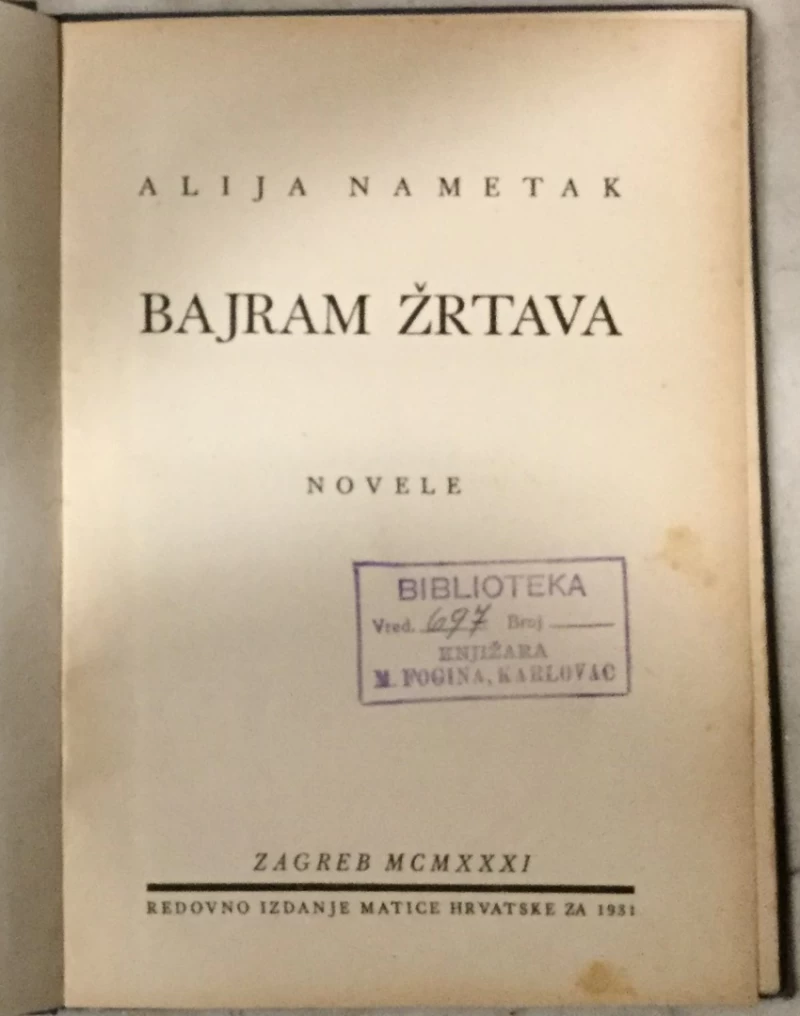 ALIJA NAMETAK
BAJRAM ŽRTAVA
NOVELE
BIBLIOTEKA
Vred. 697 Broj
KNJIŽARA
M. FOGINA, KARLOVAC
ZAGREB MCMXXXI
REDOVNO IZDANJE MATICE HRVATSKE ZA 1931